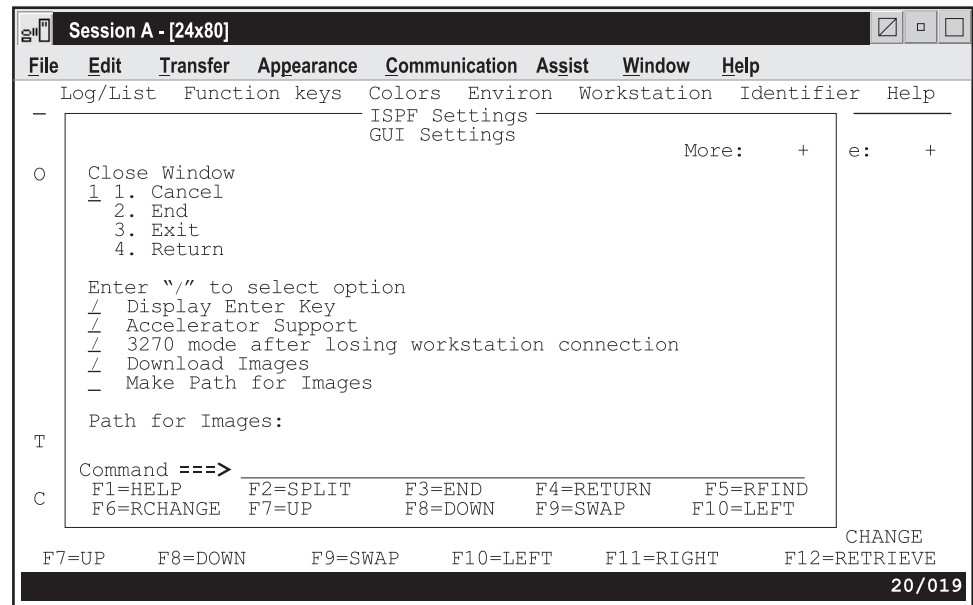 Session A - [24x80]
File Edit Transfer Appearance Communication Assist Window Help
Log/List Function keys Colors Environ Workstation Identifier Help
ISPF Settings
GUI Settings
More: + e: +
O Close Window
1 1. Cancel
2. End
3. Exit
4. Return
Enter “/” to select option
/ Display Enter Key
/ Accelerator Support
/ 3270 mode after losing workstation connection
/ Download Images
_ Make Path for Images
Path for Images:
T
Command ===>
F1=HELP F2=SPLIT F3=END F4=RETURN F5=RFIND
C F6=RCHANGE F7=UP F8=DOWN F9=SWAP F10=LEFT
CHANGE
F7=UP F8=DOWN F9=SWAP F10=LEFT F11=RIGHT F12=RETRIEVE
20/019